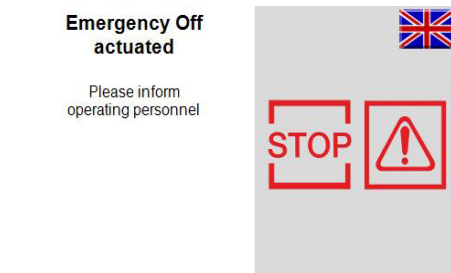 Emergency Off
actuated
Please inform
operating personnel
STOP